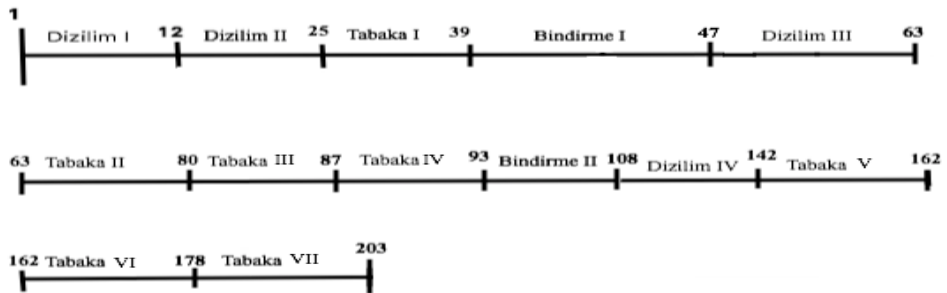 1 Dizilim I 12 Dizilim II 25 Tabaka I 39 Bindirme I 47 Dizilim III 63
63 Tabaka II 80 Tabaka III 87 Tabaka IV 93 Bindirme II 108 Dizilim IV 142 Tabaka V 162
162 Tabaka VI 178 Tabaka VII 203